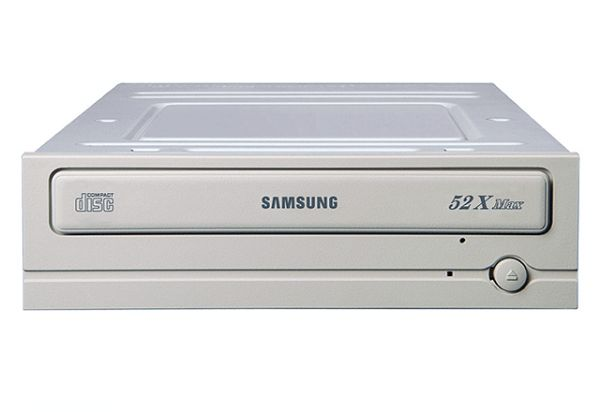 COMPACT
disc
SAMSUNG
52X Max